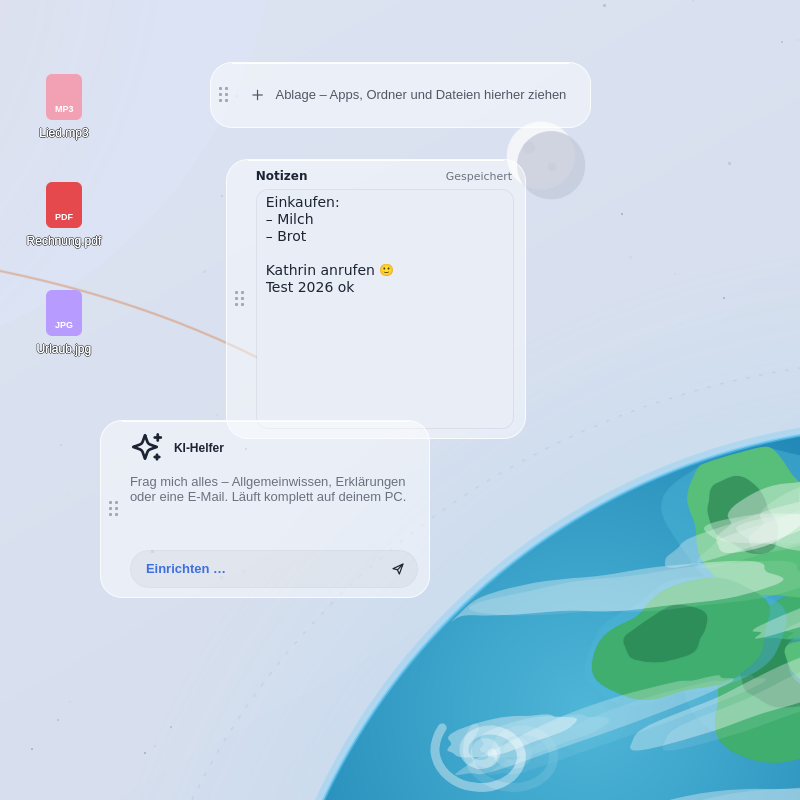 Ablage – Apps, Ordner und Dateien hierher ziehen
MP3
Lied.mp3
PDF
Rechnung.pdf
JPG
Urlaub.jpg
Notizen
Gespeichert
Einkaufen:
– Milch
– Brot
Kathrin anrufen 🙂
Test 2026 ok
KI-Helfer
Frag mich alles – Allgemeinwissen, Erklärungen
oder eine E-Mail. Läuft komplett auf deinem PC.
Einrichten …